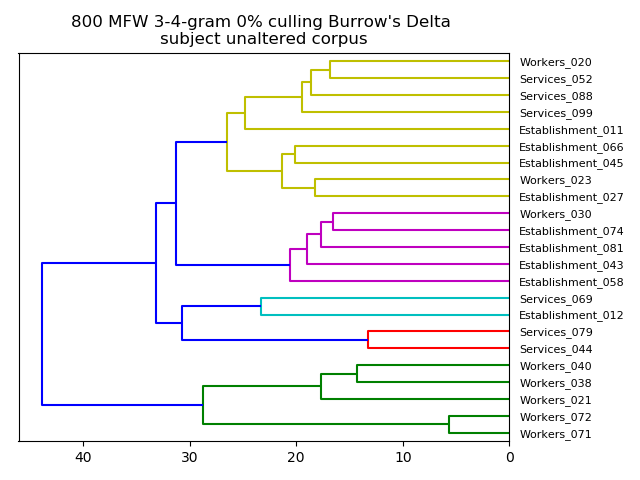 800 MFW 3-4-gram 0% culling Burrow's Delta
subject unaltered corpus
Workers_020
Services_052
Services_088
Services_099
Establishment_011
Establishment_066
Establishment_045
Workers_023
Establishment_027
Workers_030
Establishment_074
Establishment_081
Establishment_043
Establishment_058
Services_069
Establishment_012
Services_079
Services_044
Workers_040
Workers_038
Workers_021
Workers_072
Workers_071
40 30 20 10 0